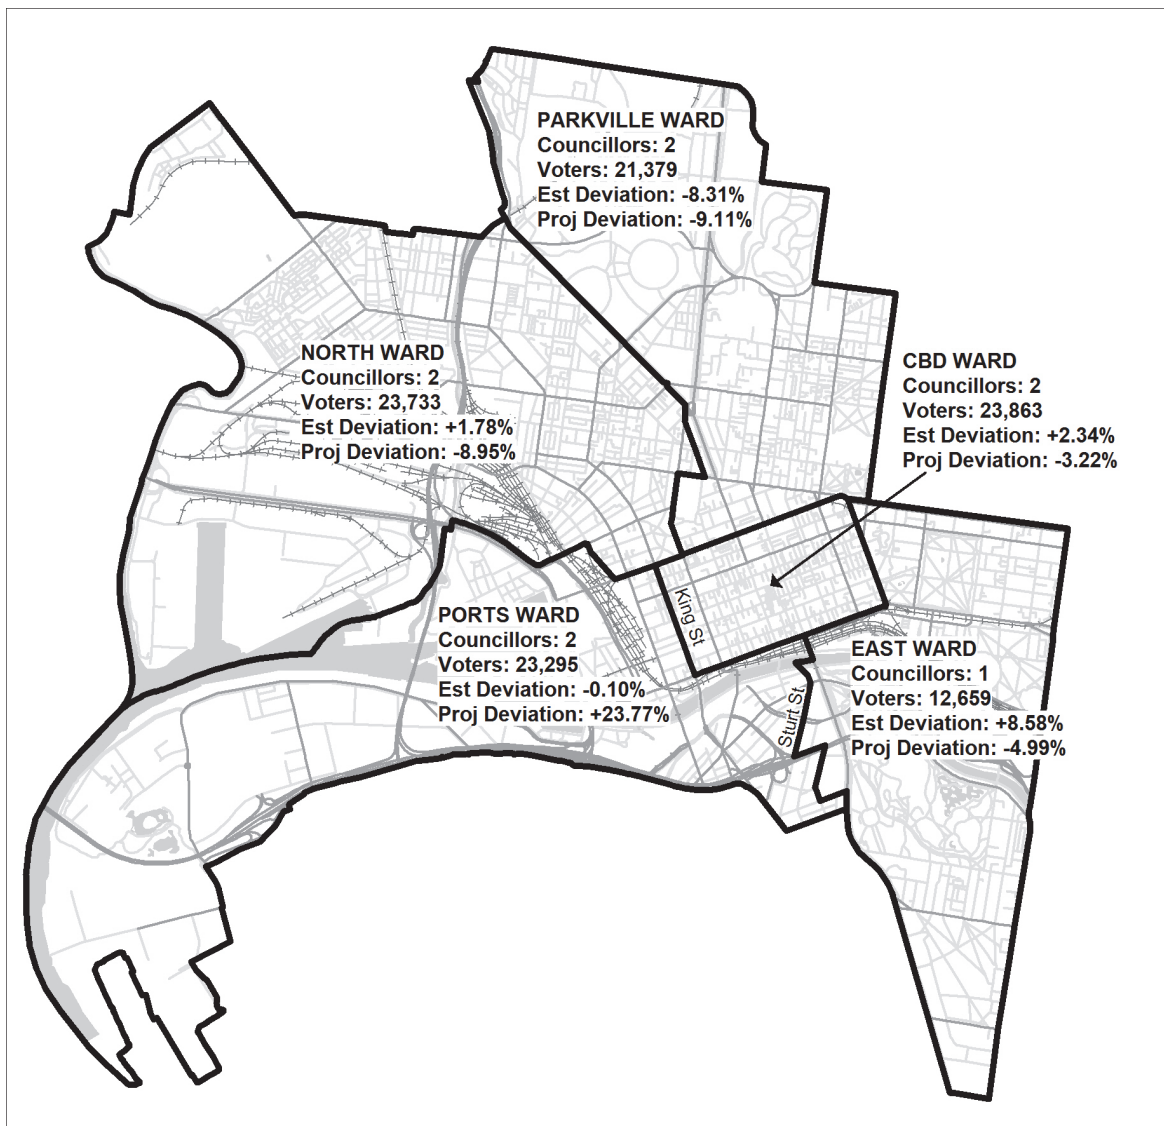 PARKVILLE WARD
Councillors: 2
Voters: 21,379
Est Deviation: -8.31%
Proj Deviation: -9.11%
NORTH WARD
Councillors: 2
Voters: 23,733
Est Deviation: +1.78%
Proj Deviation: -8.95%
CBD WARD
Councillors: 2
Voters: 23,863
Est Deviation: +2.34%
Proj Deviation: -3.22%
King St
PORTS WARD
Councillors: 2
Voters: 23,295
Est Deviation: -0.10%
Proj Deviation: +23.77%
Sturt St
EAST WARD
Councillors: 1
Voters: 12,659
Est Deviation: +8.58%
Proj Deviation: -4.99%